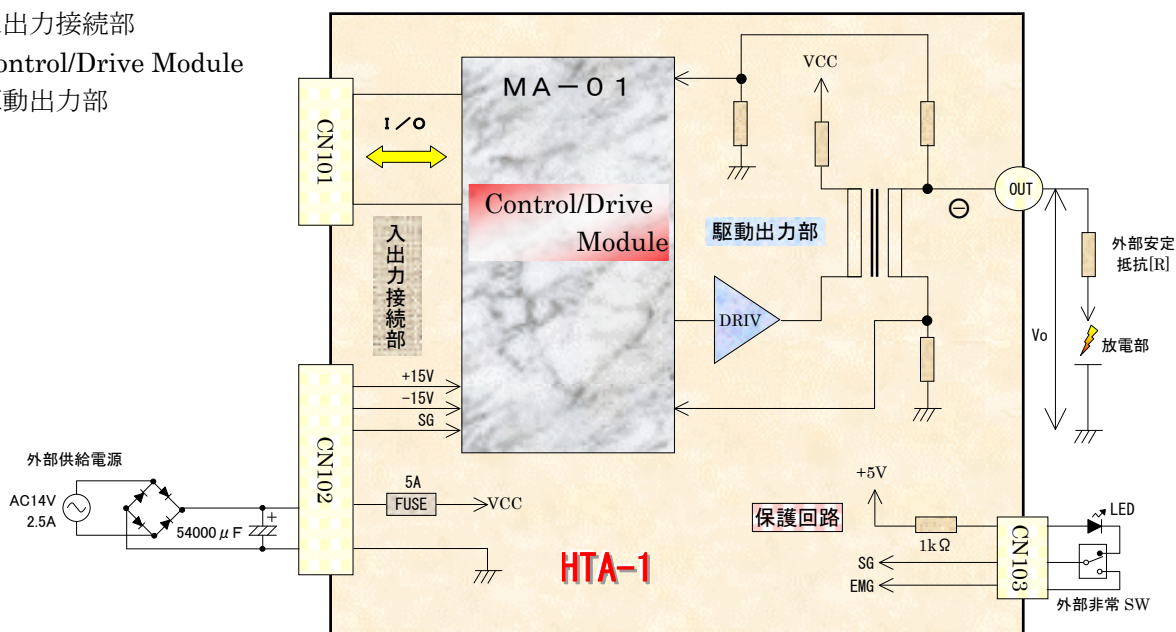 出力接続部
ontrol/Drive Module
動出力部
MA-01
VCC
CN101
I/O
Control/Drive
Module
駆動出力部
OUT
⊖
外部安定
抵抗[R]
入出力接続部
DRIV
Vo
放電部
+15V
-15V
SG
CN102
外部供給電源
AC14V
2.5A
54000μF
+
5A
FUSE
VCC
HTA-1
+5V
保護回路
1kΩ
LED
CN103
SG
EMG
外部非常 SW